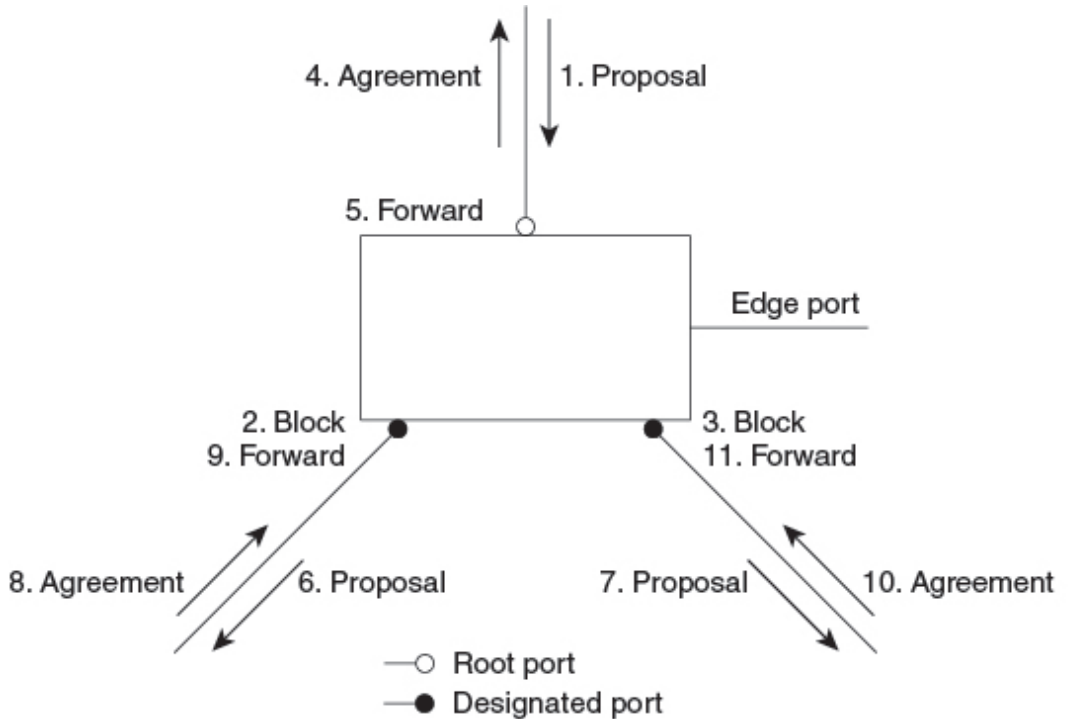 4. Agreement
1. Proposal
5. Forward
Edge port
2. Block
9. Forward
3. Block
11. Forward
8. Agreement
6. Proposal
7. Proposal
10. Agreement
Root port
Designated port